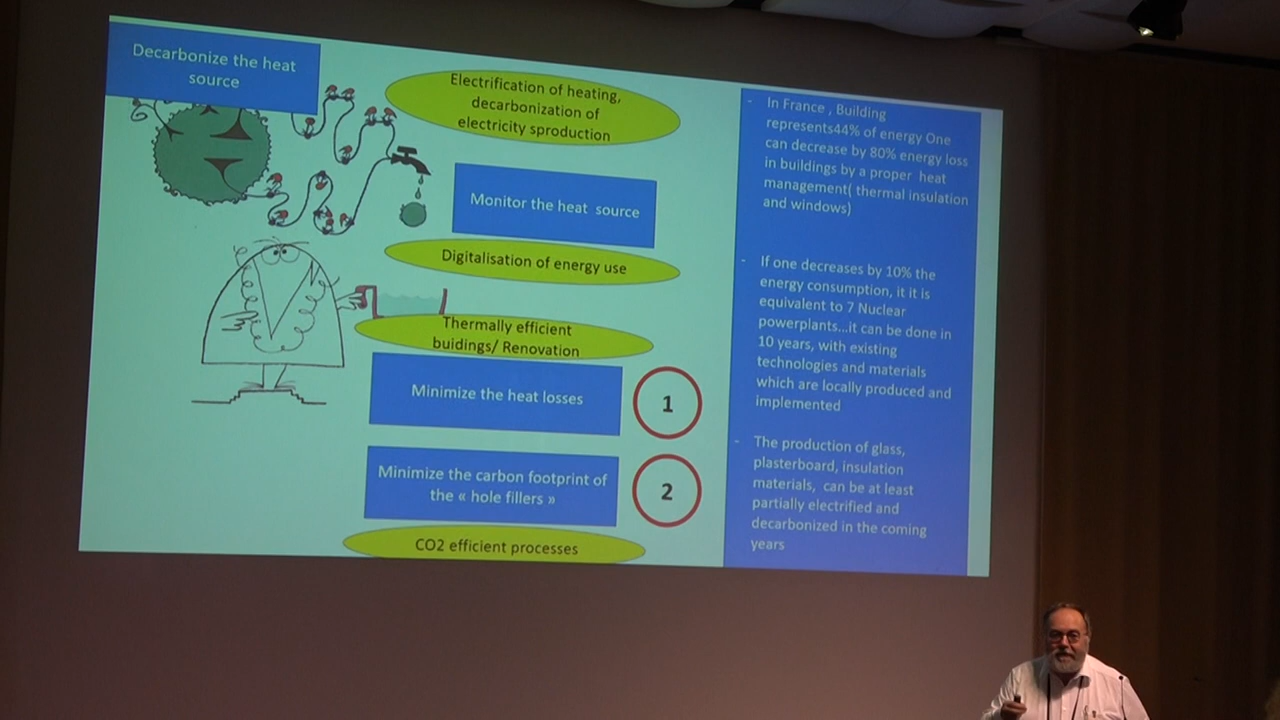 Decarbonize the heat
source
Electrification of heating,
decarbonization of
electricity sproduction
Monitor the heat source
Digitalisation of energy use
Thermally efficient
buidings/ Renovation
Minimize the heat losses
1
Minimize the carbon footprint of
the « hole fillers »
2
CO2 efficient processes
- In France , Building
represents44% of energy One
can decrease by 80% energy loss
in buildings by a proper heat
management( thermal insulation
and windows)
- If one decreases by 10% the
energy consumption, it it is
equivalent to 7 Nuclear
powerplants...it can be done in
10 years, with existing
technologies and materials
which are locally produced and
implemented
- The production of glass,
plasterboard, insulation
materials, can be at least
partially electrified and
decarbonized in the coming
years